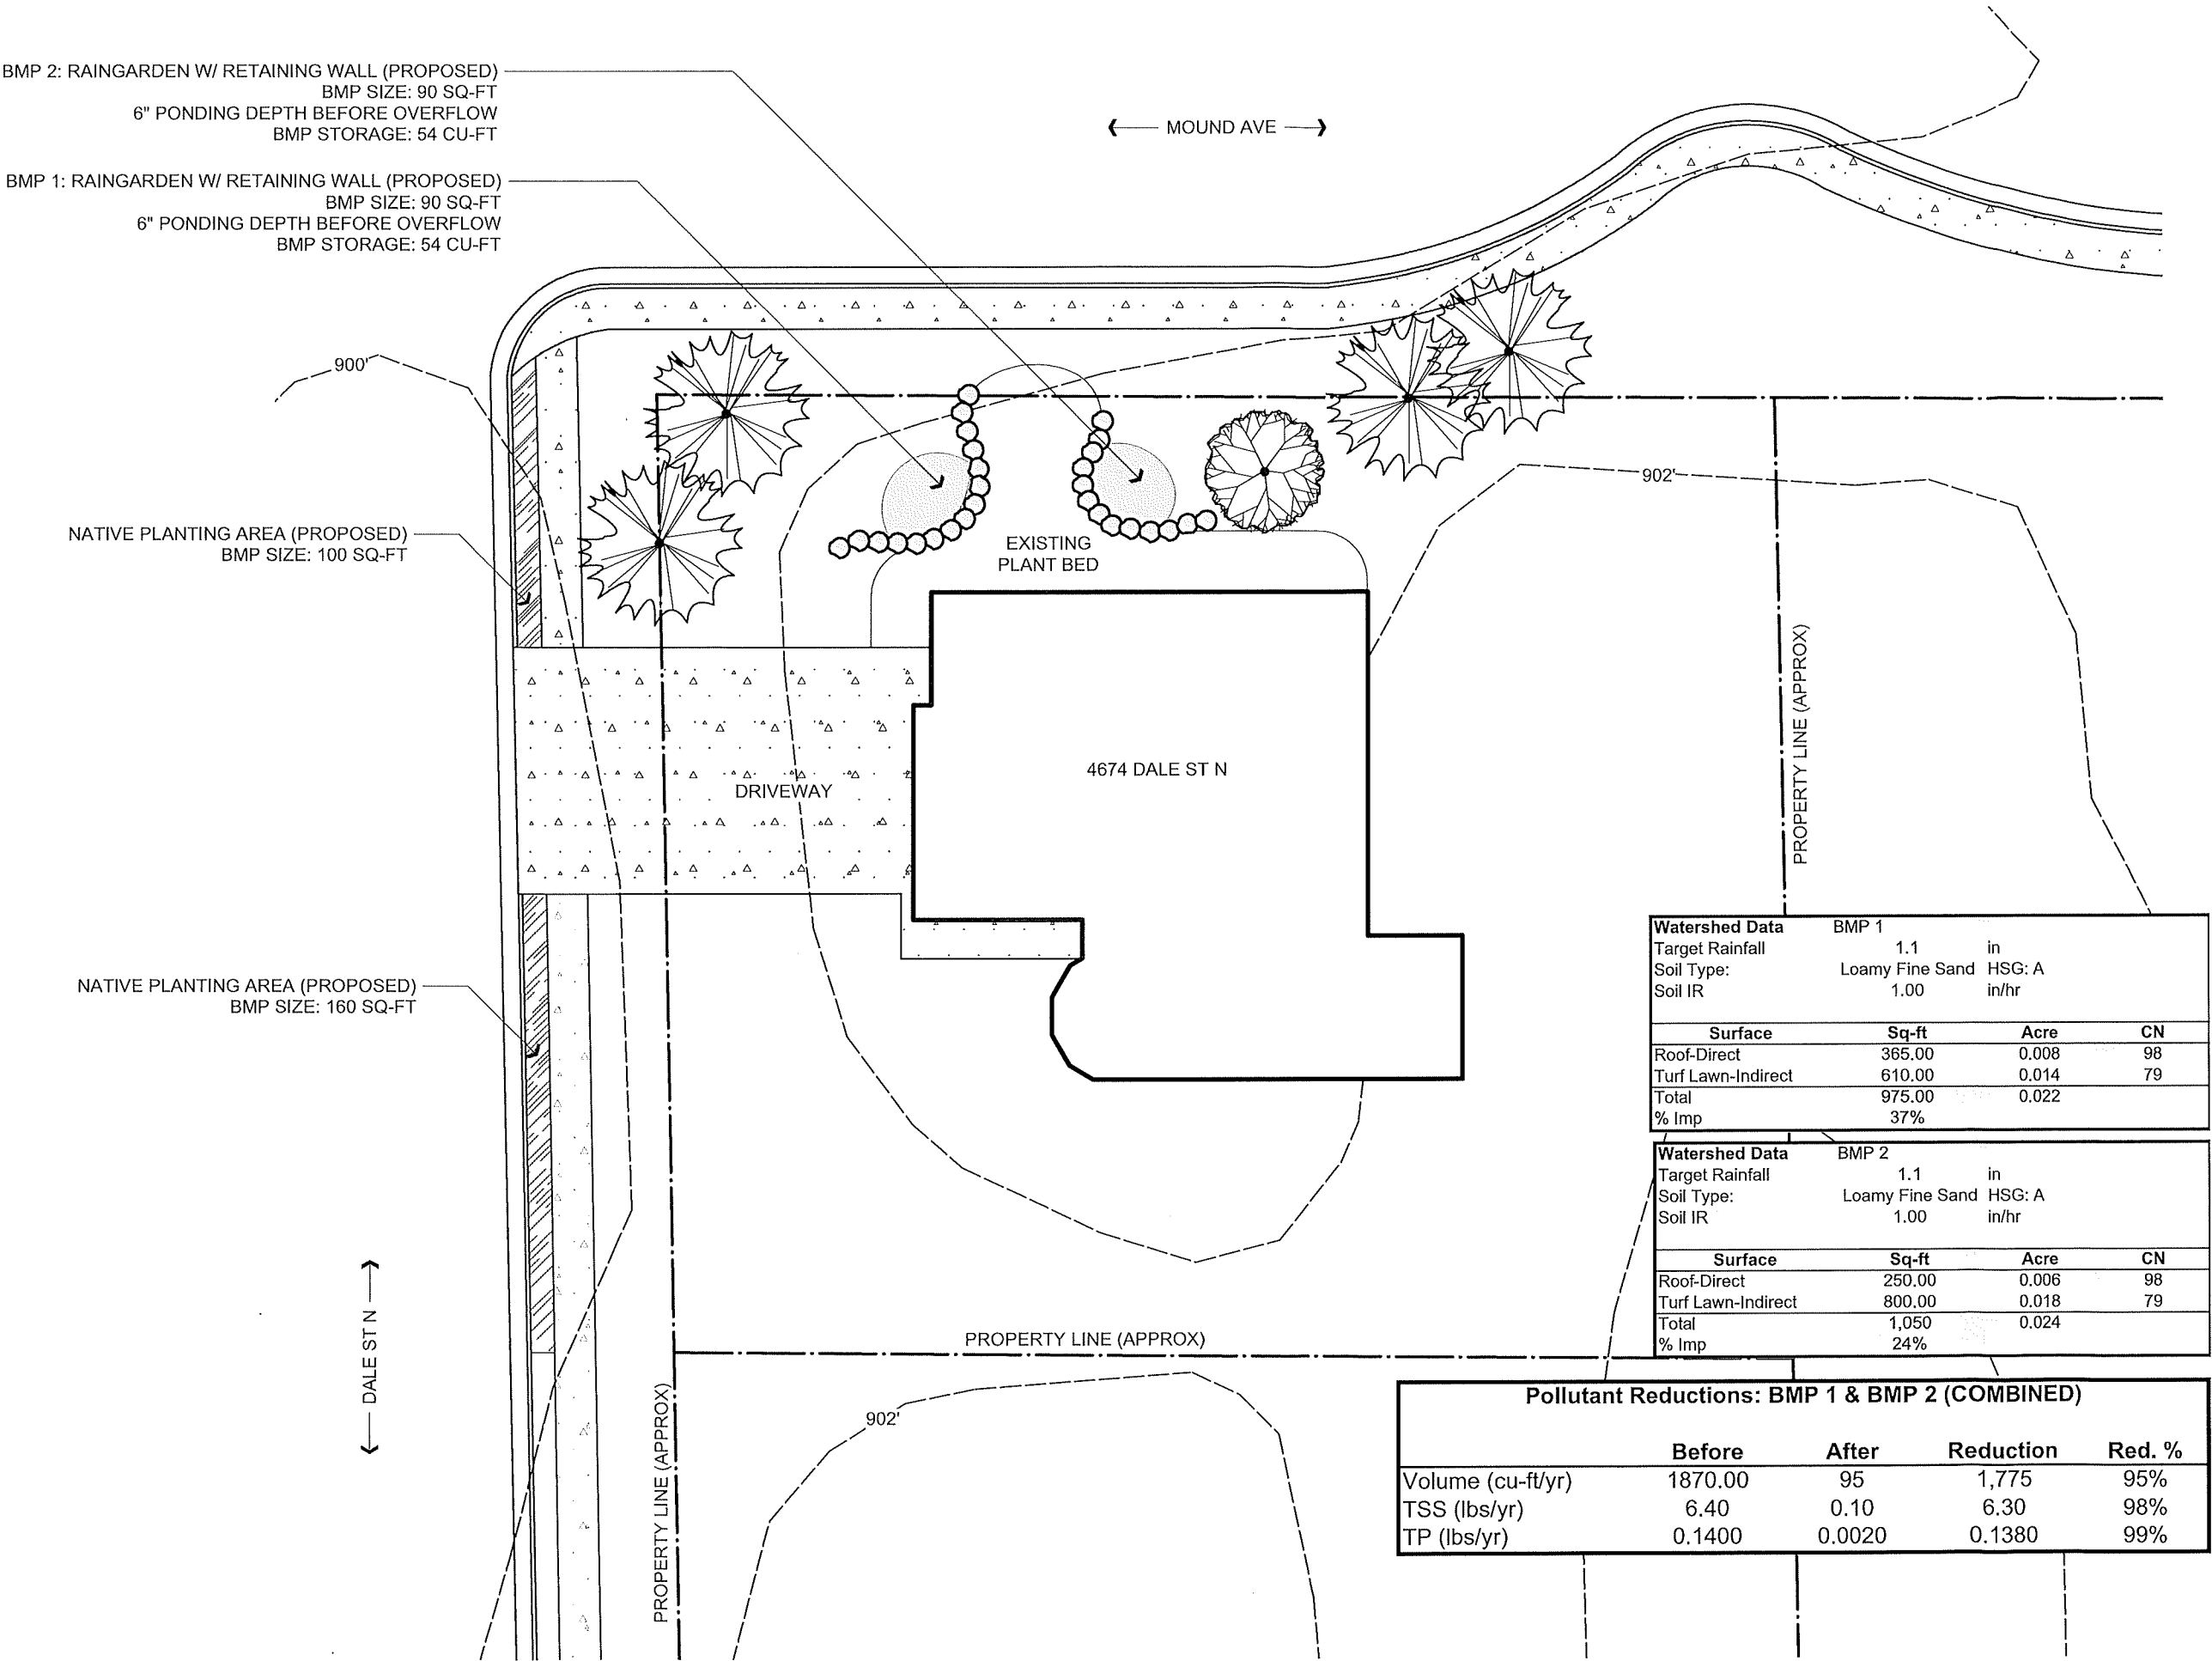 BMP 2: RAINGARDEN W/ RETAINING WALL (PROPOSED)
BMP SIZE: 90 SQ-FT
6" PONDING DEPTH BEFORE OVERFLOW
BMP STORAGE: 54 CU-FT
MOUND AVE
BMP 1: RAINGARDEN W/ RETAINING WALL (PROPOSED)
BMP SIZE: 90 SQ-FT
6" PONDING DEPTH BEFORE OVERFLOW
BMP STORAGE: 54 CU-FT
900'
902'
NATIVE PLANTING AREA (PROPOSED)
BMP SIZE: 100 SQ-FT
EXISTING
PLANT BED
PROPERTY LINE (APPROX)
4674 DALE ST N
DRIVEWAY
NATIVE PLANTING AREA (PROPOSED)
BMP SIZE: 160 SQ-FT
Watershed Data BMP 1
Target Rainfall 1.1 in
Soil Type: Loamy Fine Sand HSG: A
Soil IR 1.00 in/hr
Surface Sq-ft Acre CN
Roof-Direct 365.00 0.008 98
Turf Lawn-Indirect 610.00 0.014 79
Total 975.00 0.022
% Imp 37%
Watershed Data BMP 2
Target Rainfall 1.1 in
Soil Type: Loamy Fine Sand HSG: A
Soil IR 1.00 in/hr
Surface Sq-ft Acre CN
Roof-Direct 250.00 0.006 98
Turf Lawn-Indirect 800.00 0.018 79
Total 1,050 0.024
% Imp 24%
DALE ST N
PROPERTY LINE (APPROX)
PROPERTY LINE (APPROX)
902'
Pollutant Reductions: BMP 1 & BMP 2 (COMBINED)
Before After Reduction Red. %
Volume (cu-ft/yr) 1870.00 95 1,775 95%
TSS (lbs/yr) 6.40 0.10 6.30 98%
TP (lbs/yr) 0.1400 0.0020 0.1380 99%